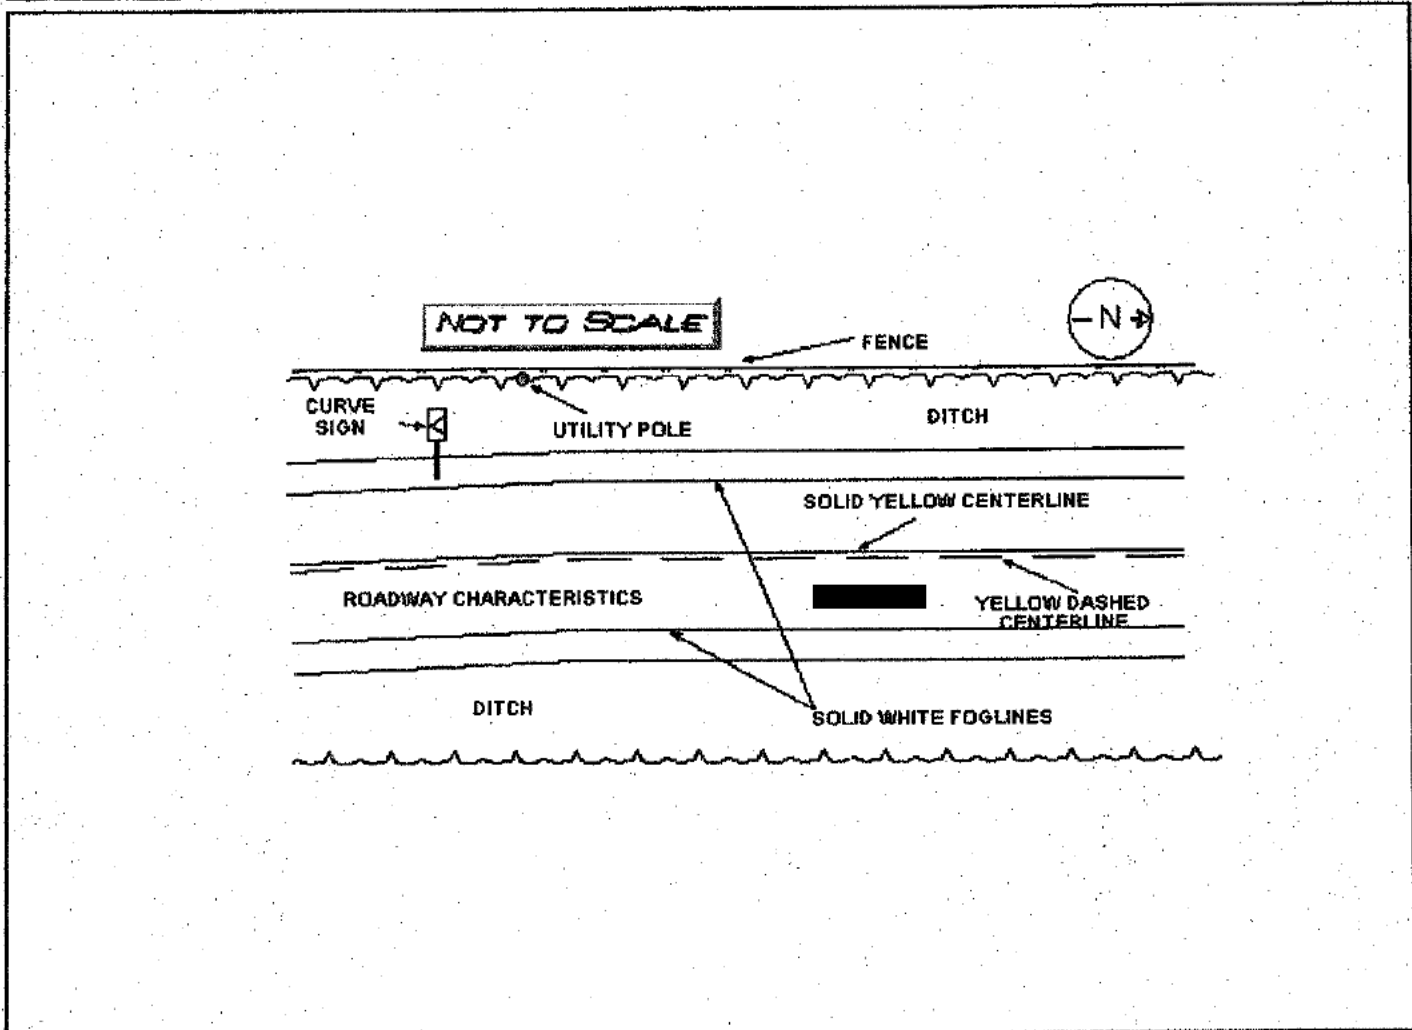 NOT TO SCALE
N
FENCE
CURVE
SIGN
UTILITY POLE
DITCH
SOLID YELLOW CENTERLINE
ROADWAY CHARACTERISTICS
YELLOW DASHED
CENTERLINE
DITCH
SOLID WHITE FOGLINES